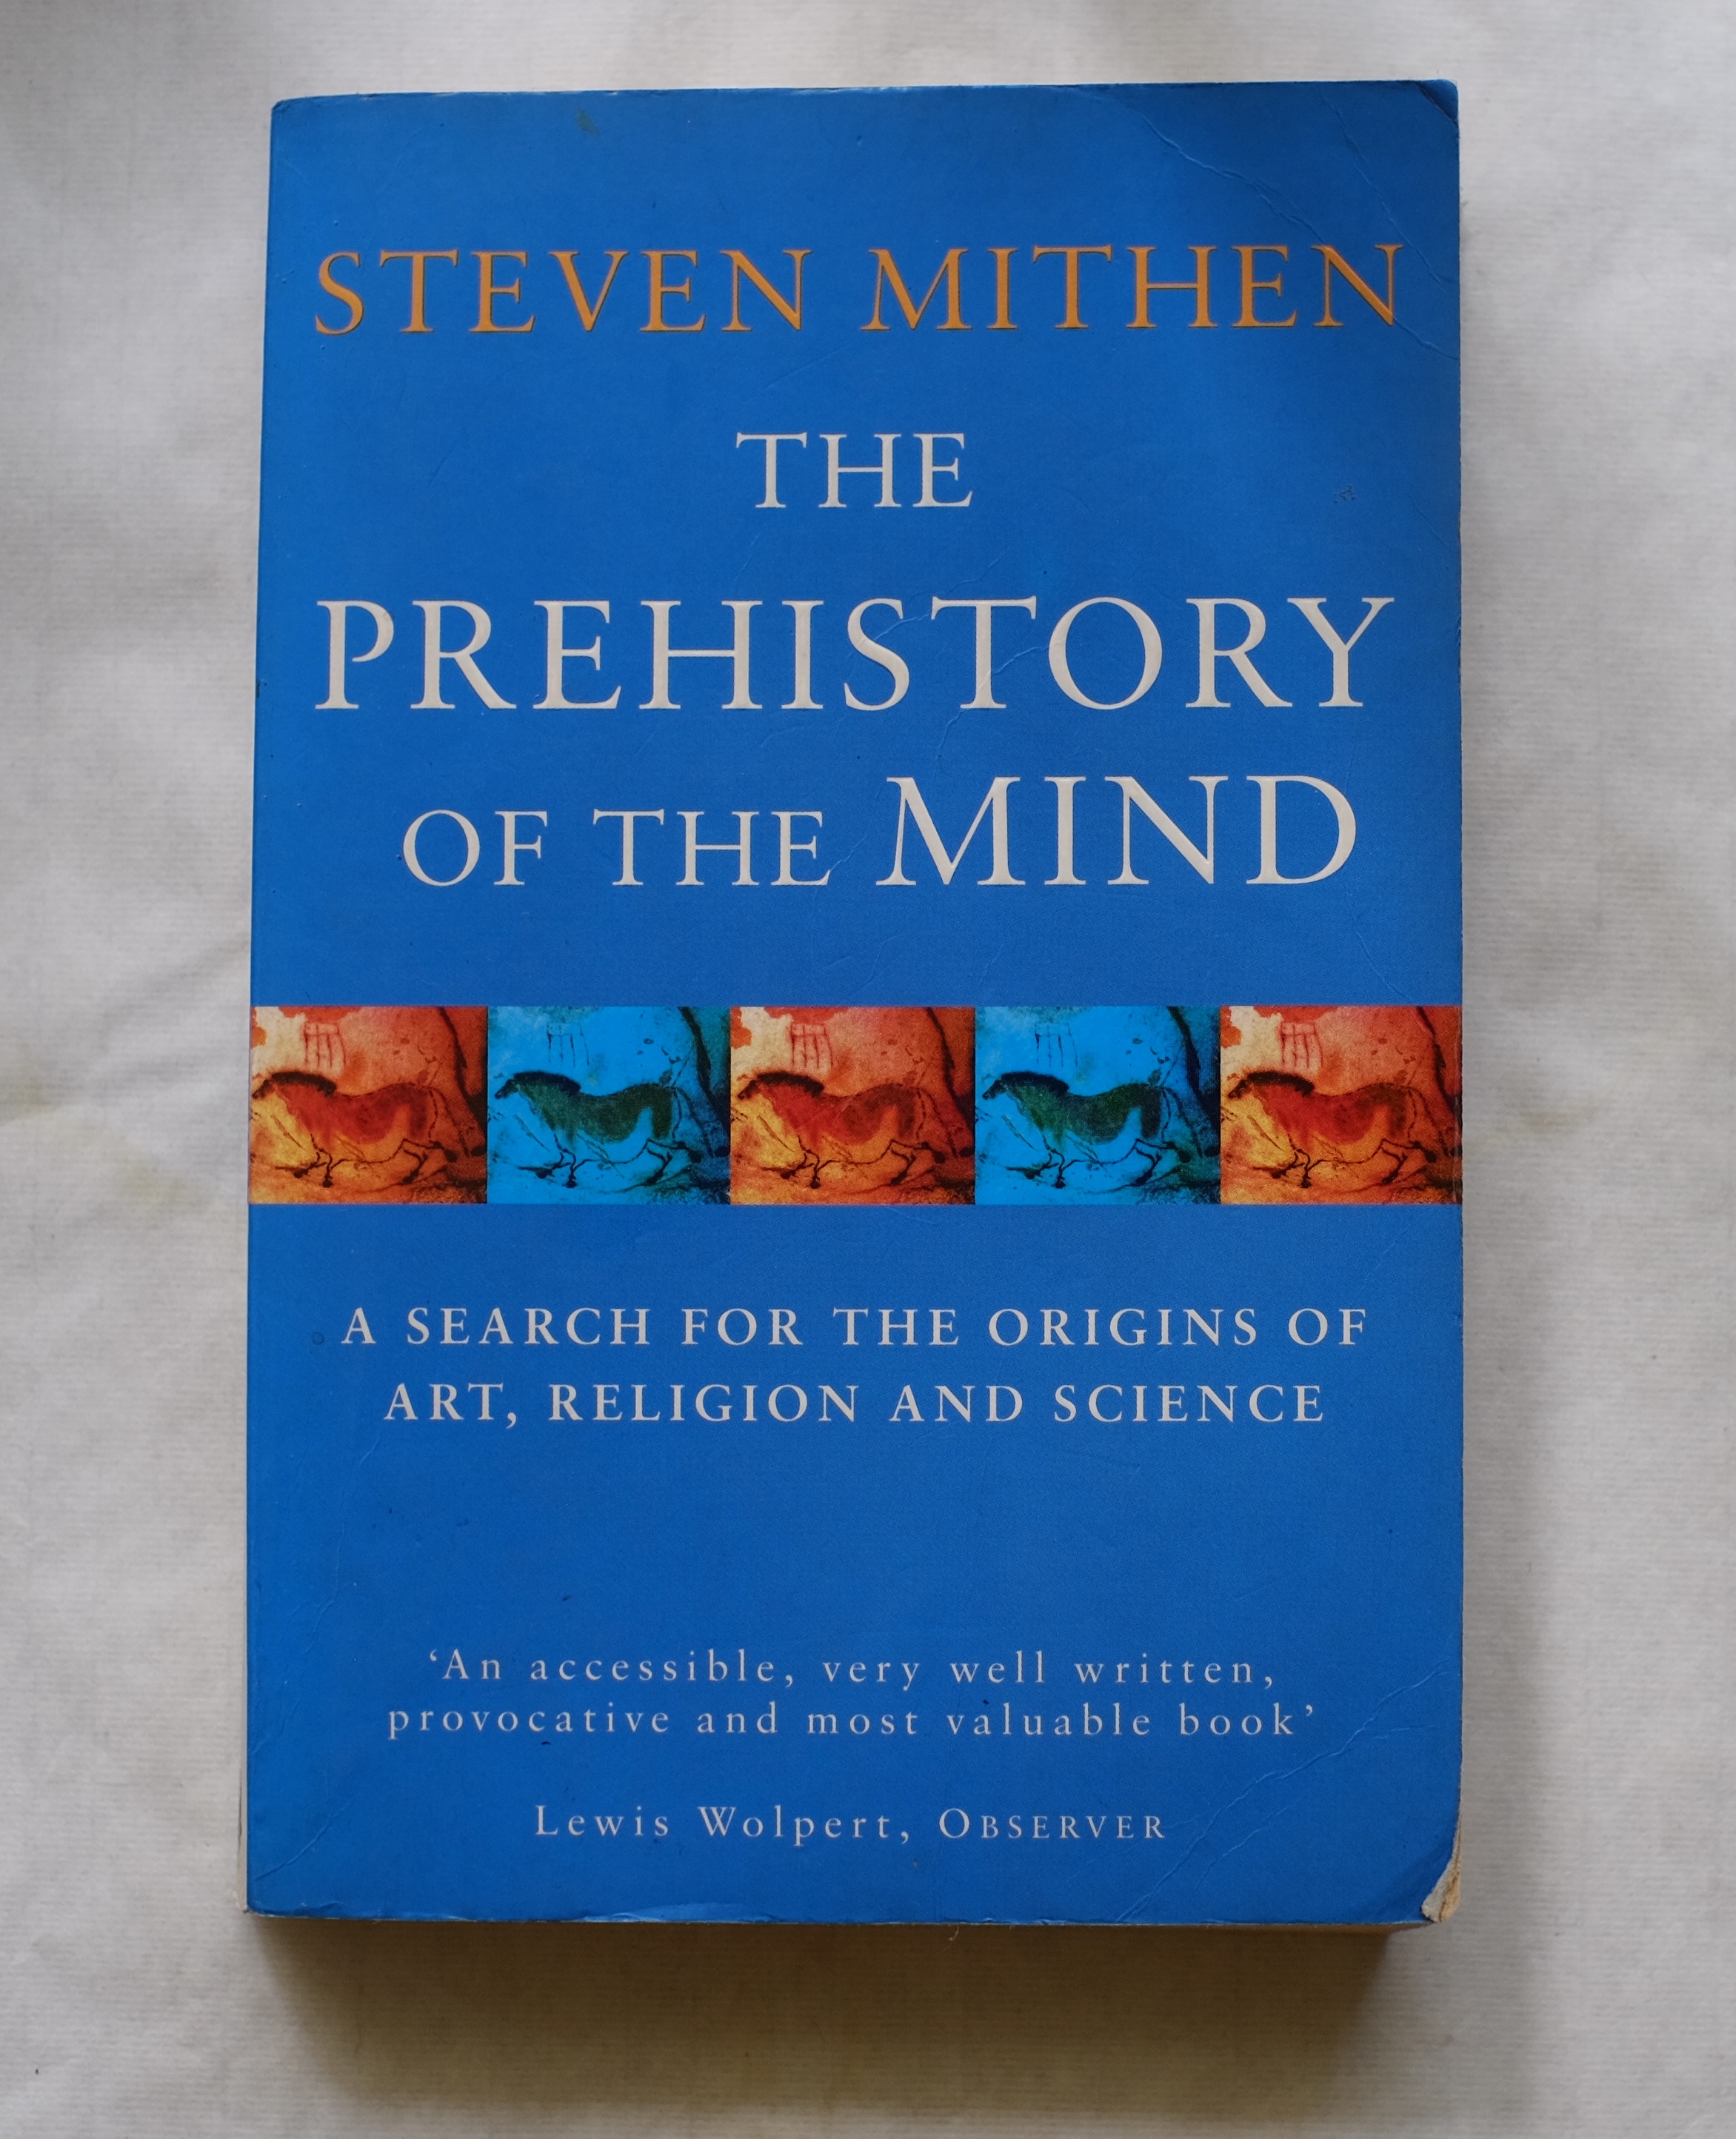 STEVEN MITHEN
THE
PREHISTORY
OF THE MIND
A SEARCH FOR THE ORIGINS OF
ART, RELIGION AND SCIENCE
‘An accessible, very well written,
provocative and most valuable book’
Lewis Wolpert, OBSERVER